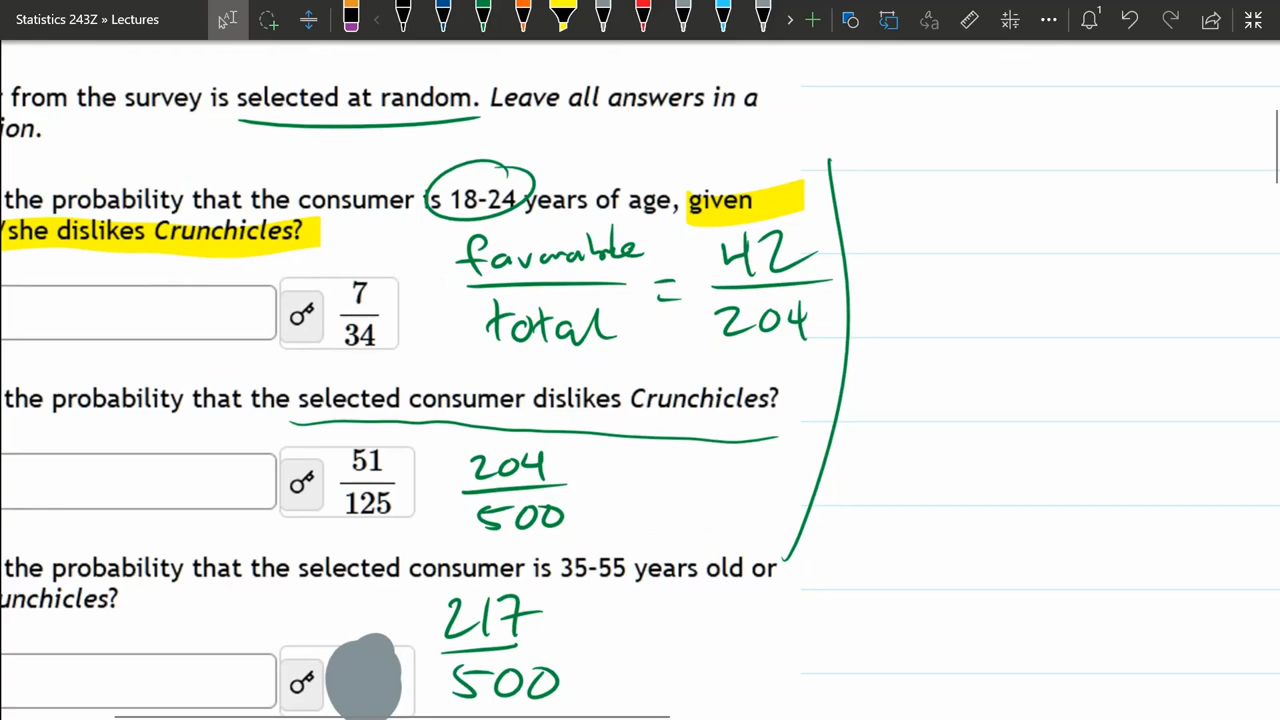 Statistics 243Z » Lectures
from the survey is selected at random. Leave all answers in a
ion.
the probability that the consumer is 18-24 years of age, given
/she dislikes Crunchicles?
favorable
total
=
42
204
7
34
the probability that the selected consumer dislikes Crunchicles?
51
125
204
500
the probability that the selected consumer is 35-55 years old or
unchicles?
217
500